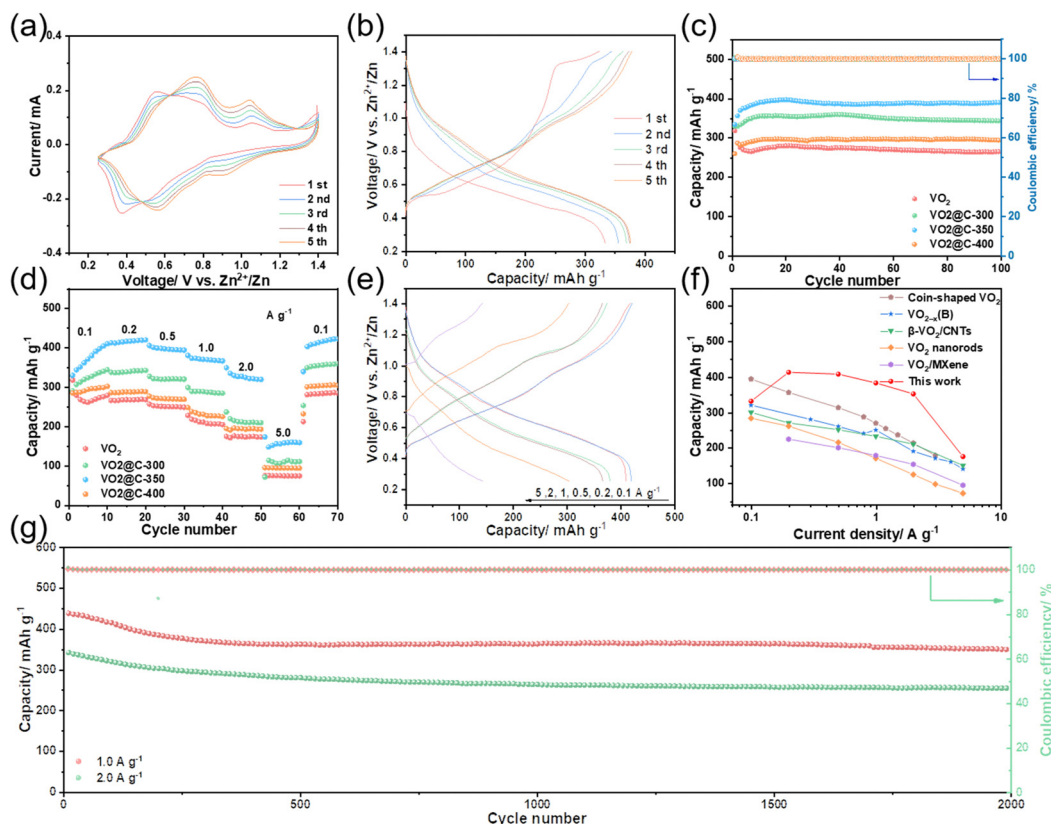 (a)
Current/ mA
0.4
0.2
0.0
-0.2
-0.4
1 st
2 nd
3 rd
4 th
5 th
0.2 0.4 0.6 0.8 1.0 1.2 1.4
Voltage/ V vs. Zn²⁺/Zn
(b)
Voltage/ V vs. Zn²⁺/Zn
1.4
1.2
1.0
0.8
0.6
0.4
0.2
1 st
2 nd
3 rd
4 th
5 th
0 100 200 300 400
Capacity/ mAh g⁻¹
(c)
Capacity/ mAh g⁻¹
500
400
300
200
100
0
VO₂
VO2@C-300
VO2@C-350
VO2@C-400
100
80
60
40
20
0
Coulombic efficiency/ %
0 20 40 60 80 100
Cycle number
(d)
Capacity/ mAh g⁻¹
500
400
300
200
100
0
A g⁻¹
0.1 0.2 0.5 1.0 2.0 5.0 0.1
VO₂
VO2@C-300
VO2@C-350
VO2@C-400
0 10 20 30 40 50 60 70
Cycle number
(e)
Voltage/ V vs. Zn²⁺/Zn
1.4
1.2
1.0
0.8
0.6
0.4
0.2
5 ,2, 1, 0.5, 0.2, 0.1 A g⁻¹
0 100 200 300 400 500
Capacity/ mAh g⁻¹
(f)
Capacity/ mAh g⁻¹
600
500
400
300
200
100
0
Coin-shaped VO₂
VO₂₋ₓ(B)
β-VO₂/CNTs
VO₂ nanorods
VO₂/MXene
This work
0.1 1 10
Current density/ A g⁻¹
(g)
Capacity/ mAh g⁻¹
600
500
400
300
200
100
0
1.0 A g⁻¹
2.0 A g⁻¹
100
80
60
40
20
0
Coulombic efficiency/ %
0 500 1000 1500 2000
Cycle number